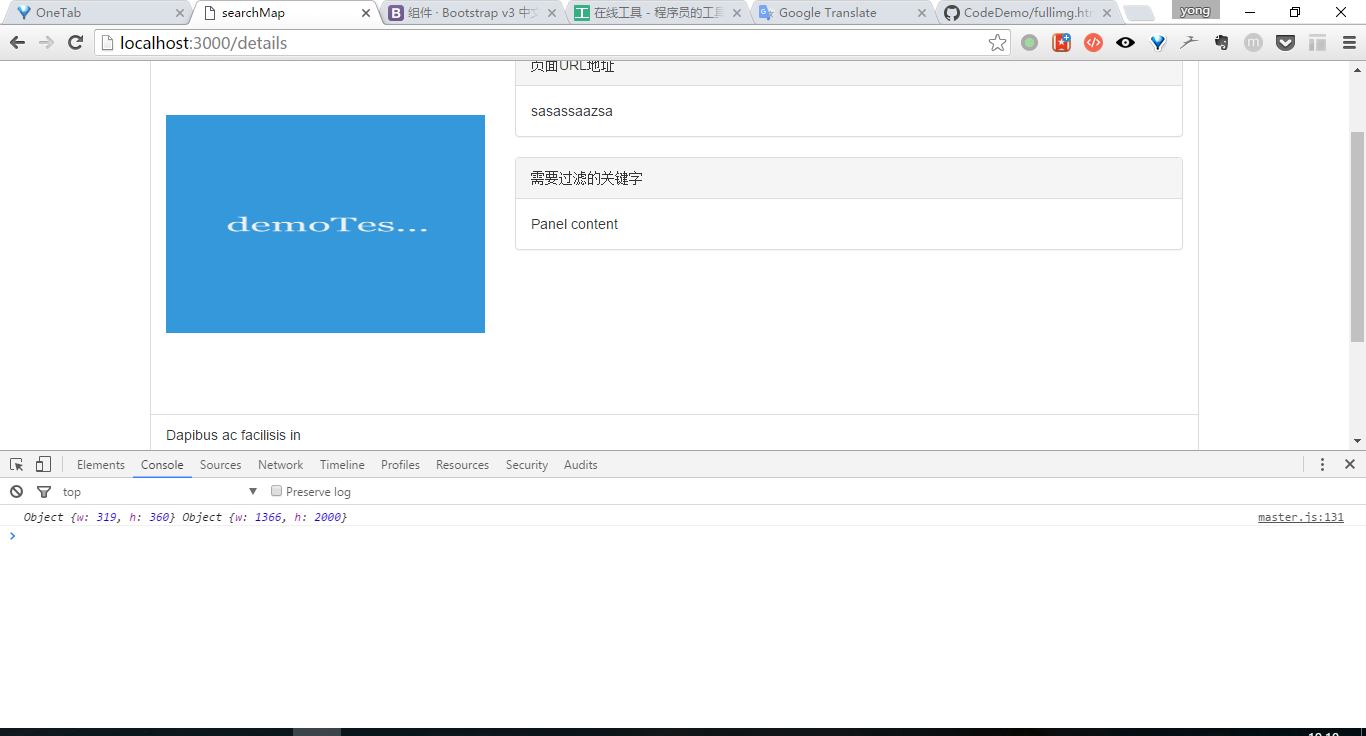 OneTab
searchMap
组件 · Bootstrap v3 中文
在线工具 - 程序员的工具
Google Translate
CodeDemo/fullimg.htm
yong
localhost:3000/details
页面URL地址
sasassaazsa
demoTes...
需要过滤的关键字
Panel content
Dapibus ac facilisis in
Elements Console Sources Network Timeline Profiles Resources Security Audits
top Preserve log
Object {w: 319, h: 360} Object {w: 1366, h: 2000} master.js:131